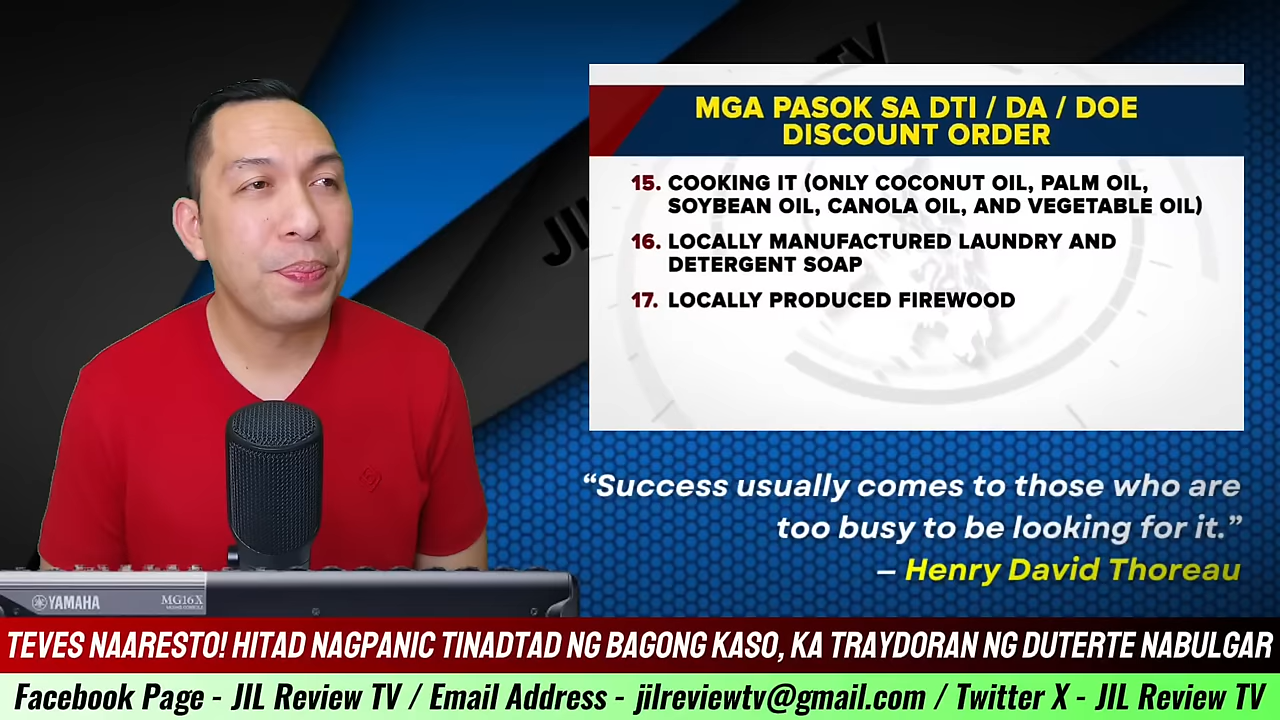 TV
JIL
MGA PASOK SA DTI / DA / DOE
DISCOUNT ORDER
15. COOKING IT (ONLY COCONUT OIL, PALM OIL,
SOYBEAN OIL, CANOLA OIL, AND VEGETABLE OIL)
16. LOCALLY MANUFACTURED LAUNDRY AND
DETERGENT SOAP
17. LOCALLY PRODUCED FIREWOOD
“Success usually comes to those who are
too busy to be looking for it.”
– Henry David Thoreau
YAMAHA
MG16X
TEVES NAARESTO! HITAD NAGPANIC TINADTAD NG BAGONG KASO, KA TRAYDORAN NG DUTERTE NABULGAR
Facebook Page - JIL Review TV / Email Address - jilreviewtv@gmail.com / Twitter X - JIL Review TV